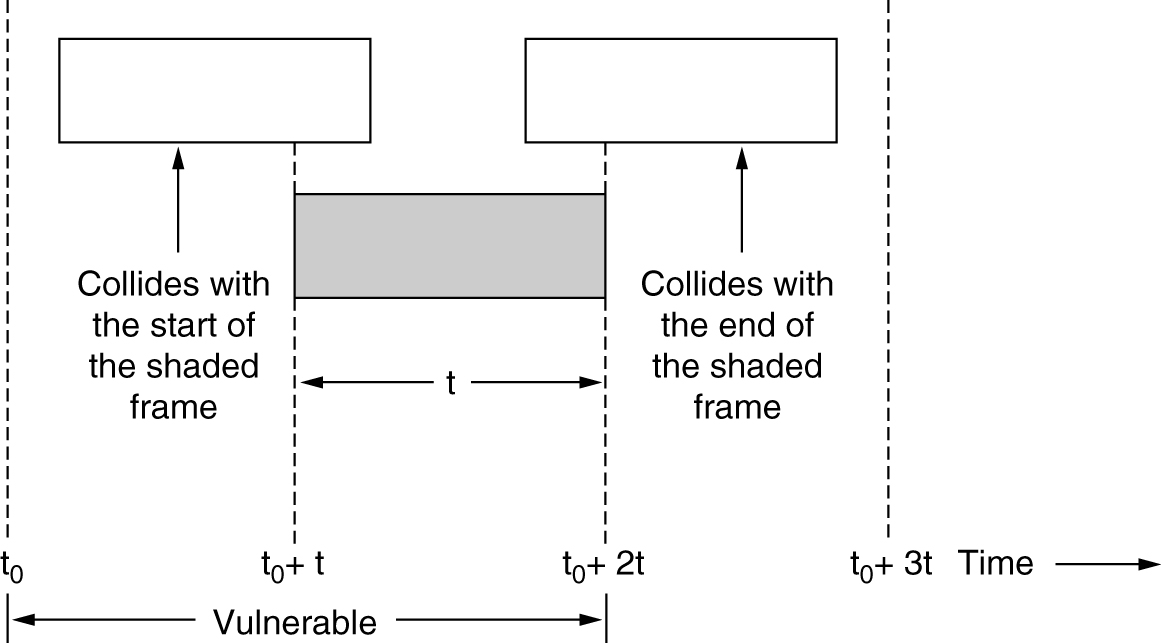 Collides with
the start of
the shaded
frame
Collides with
the end of
the shaded
frame
t
t₀
t₀+ t
t₀+ 2t
t₀+ 3t
Time
Vulnerable